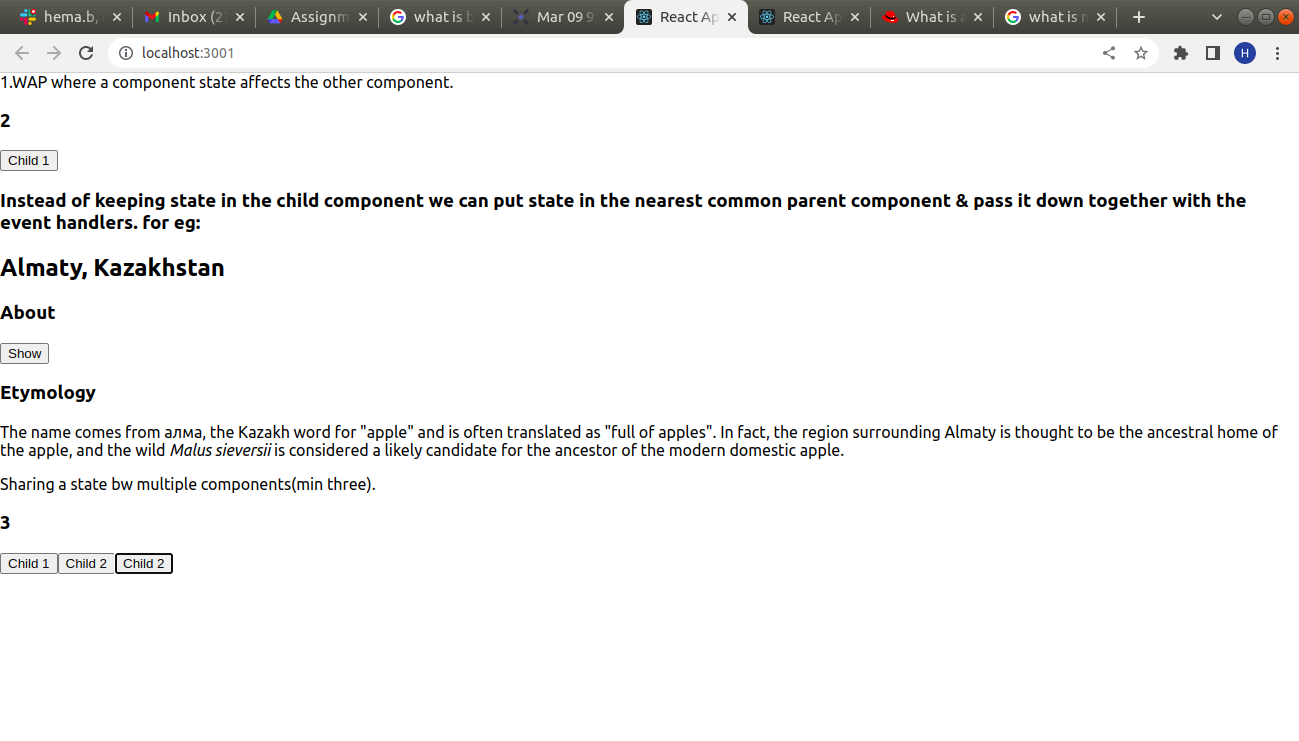 hema.b,
Inbox (2
Assignm
what is b
Mar 09 9
React Ap
React Ap
What is a
what is n
localhost:3001
H
1.WAP where a component state affects the other component.
2
Child 1
Instead of keeping state in the child component we can put state in the nearest common parent component & pass it down together with the
event handlers. for eg:
Almaty, Kazakhstan
About
Show
Etymology
The name comes from алма, the Kazakh word for "apple" and is often translated as "full of apples". In fact, the region surrounding Almaty is thought to be the ancestral home of
the apple, and the wild Malus sieversii is considered a likely candidate for the ancestor of the modern domestic apple.
Sharing a state bw multiple components(min three).
3
Child 1 Child 2 Child 2